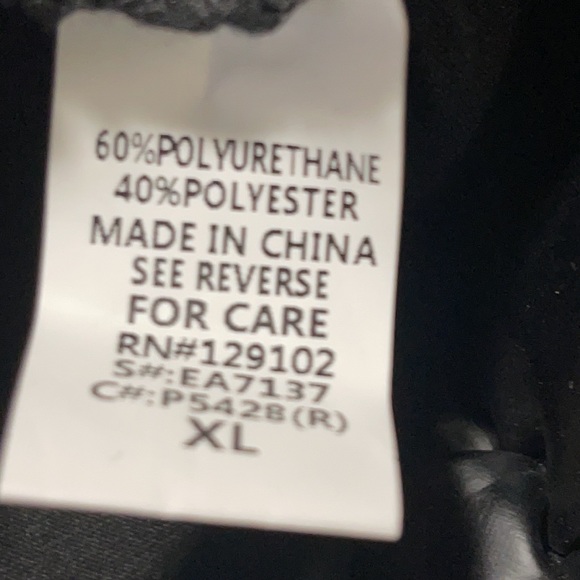 60%POLYURETHANE
40%POLYESTER
MADE IN CHINA
SEE REVERSE
FOR CARE
RN#129102
S#:EA7137
C#:P5428(R)
XL